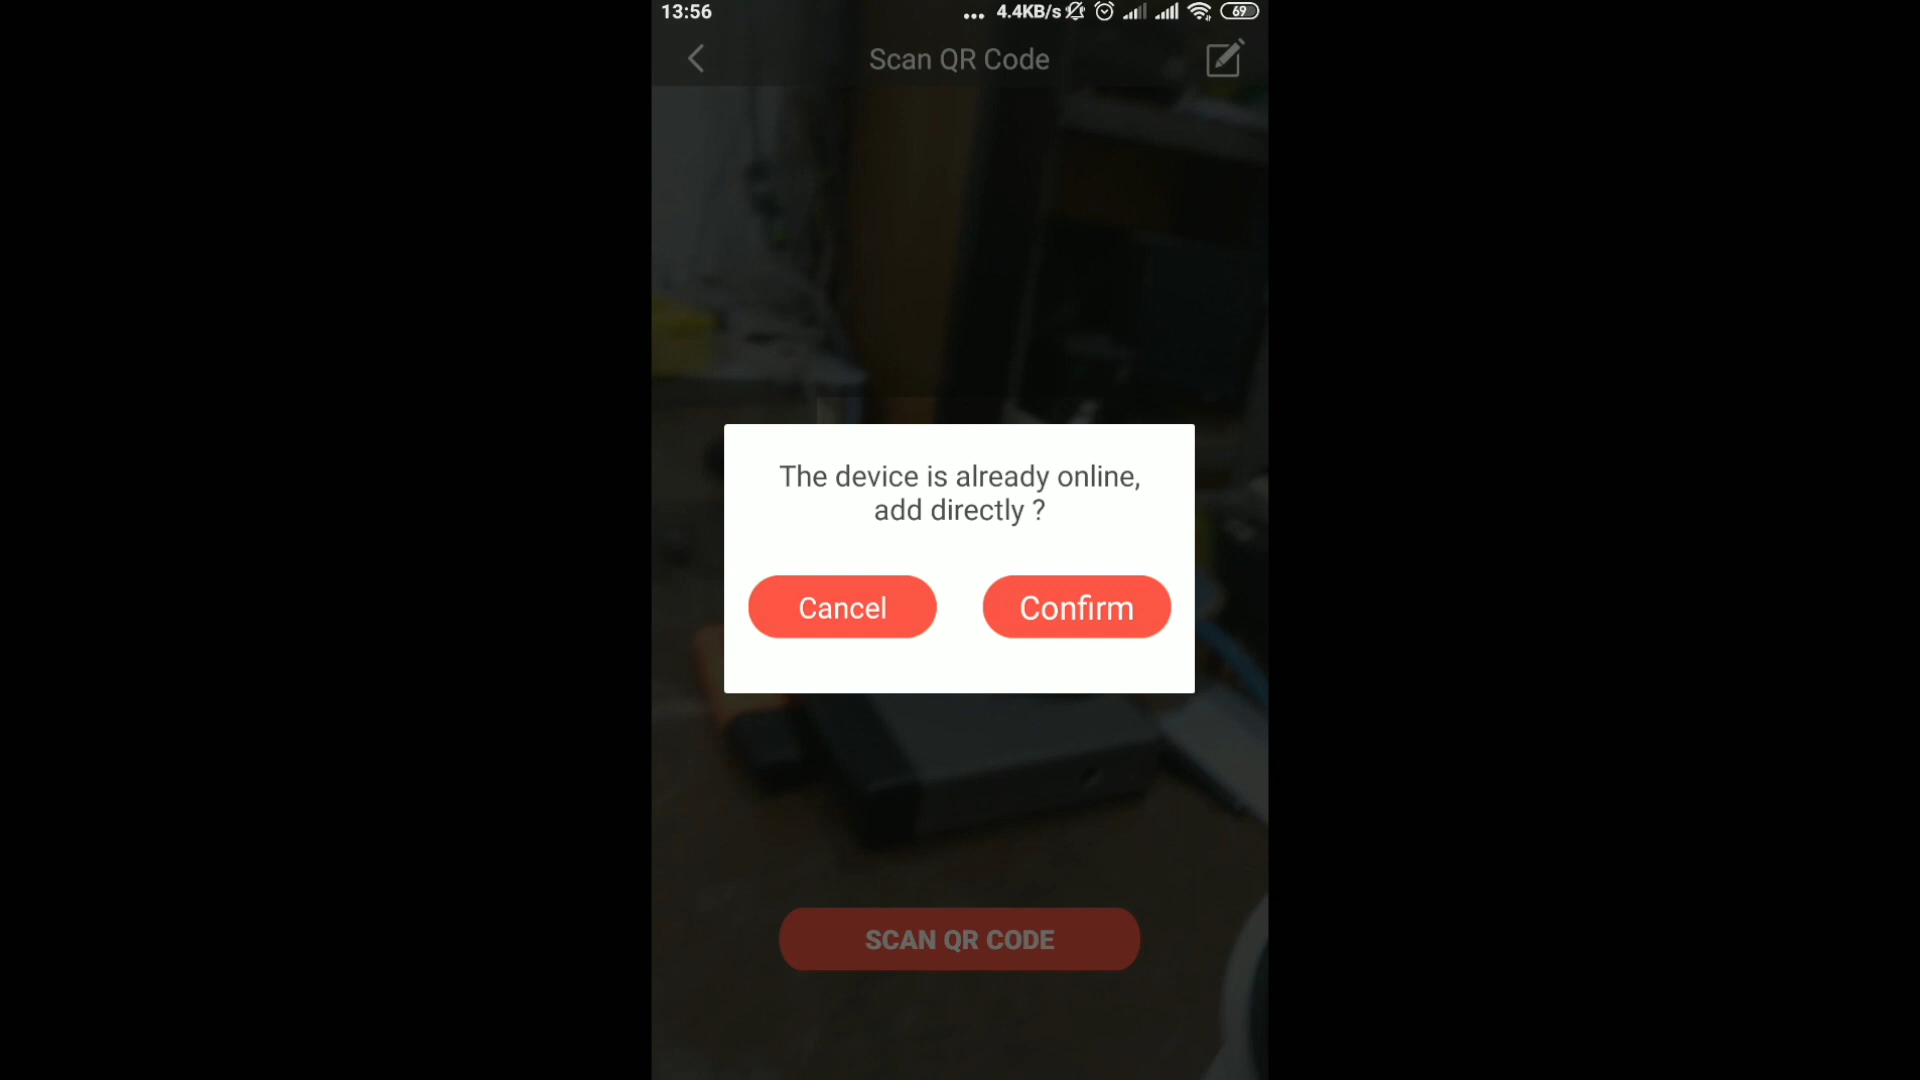 13:56
... 4.4KB/s 69
Scan QR Code
The device is already online,
add directly ?
Cancel Confirm
SCAN QR CODE